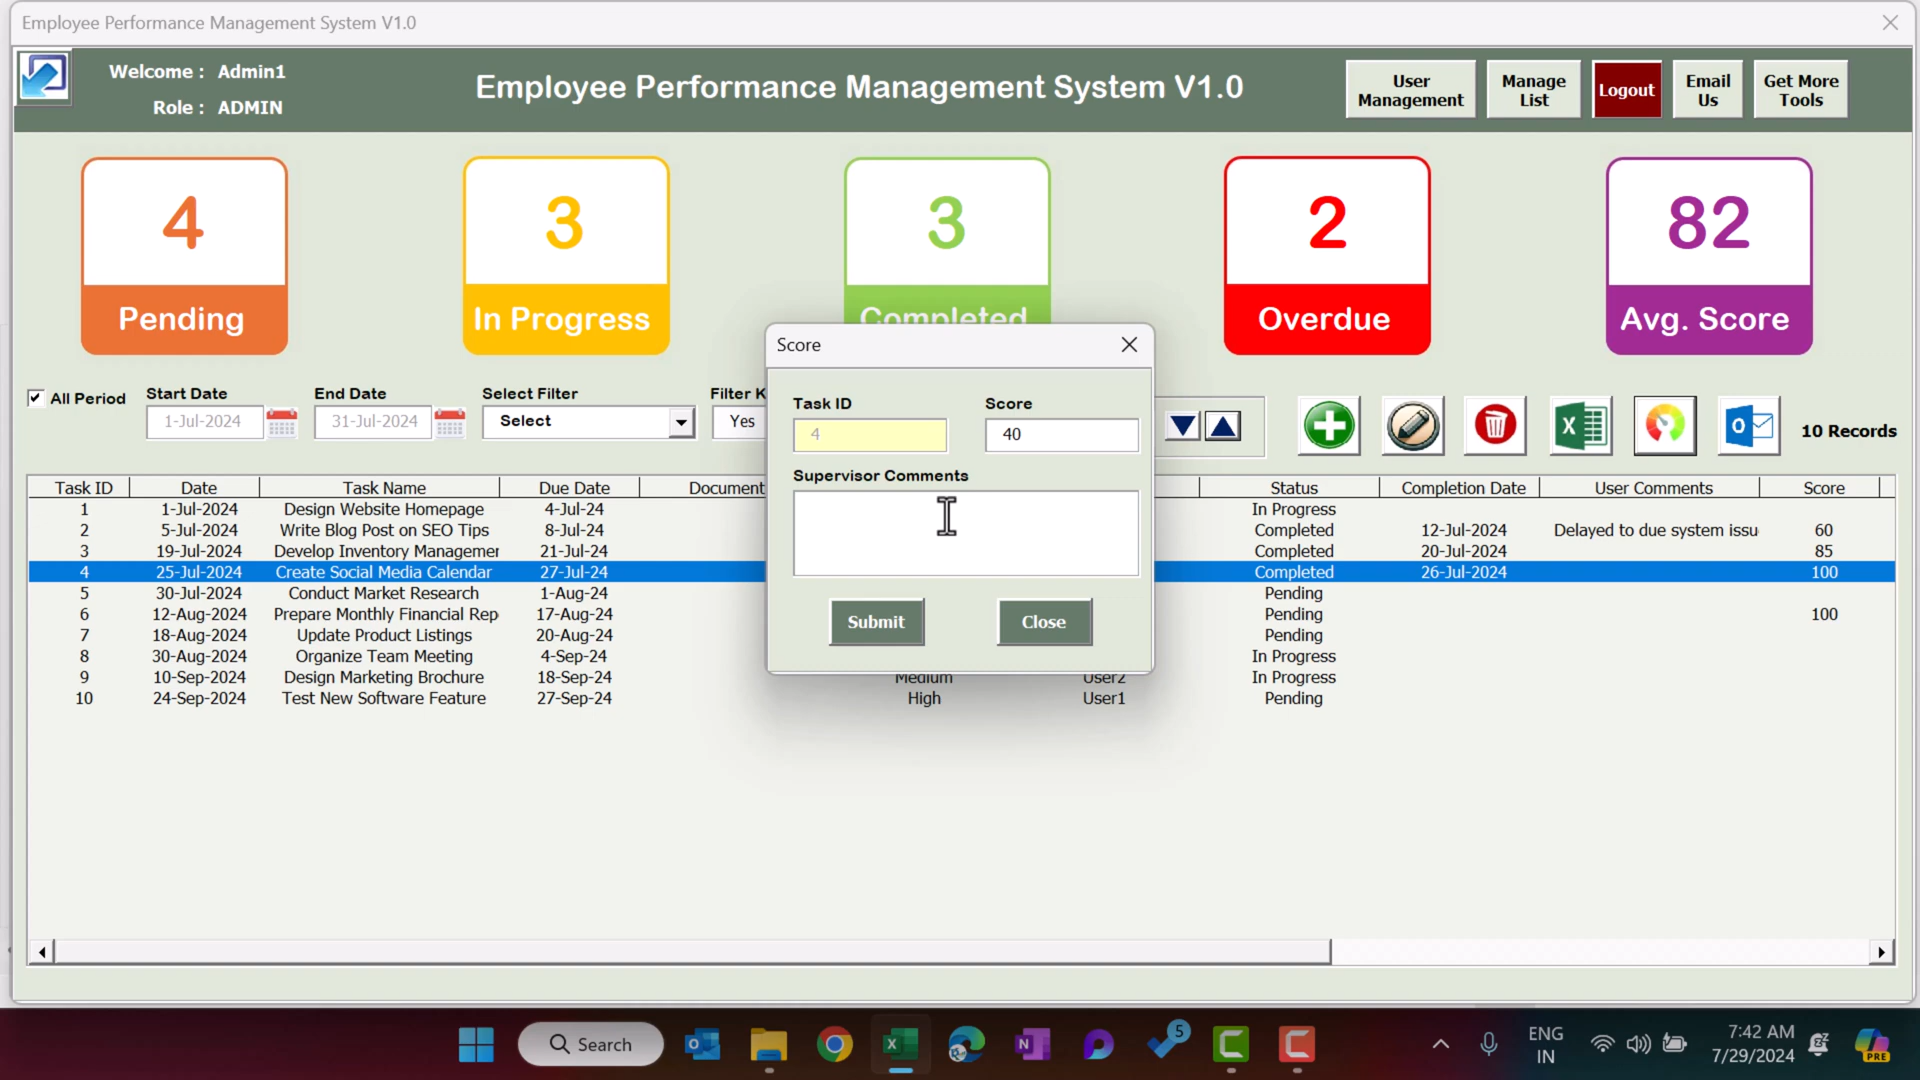 Employee Performance Management System V1.0
Welcome : Admin1
Role : ADMIN
Employee Performance Management System V1.0
User Management
Manage List
Logout
Email Us
Get More Tools
4
Pending
3
In Progress
3
Completed
2
Overdue
82
Avg. Score
All Period
Start Date
1-Jul-2024
End Date
31-Jul-2024
Select Filter
Select
Filter K
Yes
10 Records
Score
Task ID
4
Score
40
Supervisor Comments
Submit
Close
Task ID Date Task Name Due Date Document Status Completion Date User Comments Score
1 1-Jul-2024 Design Website Homepage 4-Jul-24 In Progress
2 5-Jul-2024 Write Blog Post on SEO Tips 8-Jul-24 Completed 12-Jul-2024 Delayed to due system issu 60
3 19-Jul-2024 Develop Inventory Managemer 21-Jul-24 Completed 20-Jul-2024 85
4 25-Jul-2024 Create Social Media Calendar 27-Jul-24 Completed 26-Jul-2024 100
5 30-Jul-2024 Conduct Market Research 1-Aug-24 Pending
6 12-Aug-2024 Prepare Monthly Financial Rep 17-Aug-24 Pending 100
7 18-Aug-2024 Update Product Listings 20-Aug-24 Pending
8 30-Aug-2024 Organize Team Meeting 4-Sep-24 In Progress
9 10-Sep-2024 Design Marketing Brochure 18-Sep-24 Medium User2 In Progress
10 24-Sep-2024 Test New Software Feature 27-Sep-24 High User1 Pending
Search
5
ENG
IN
7:42 AM
7/29/2024
PRE